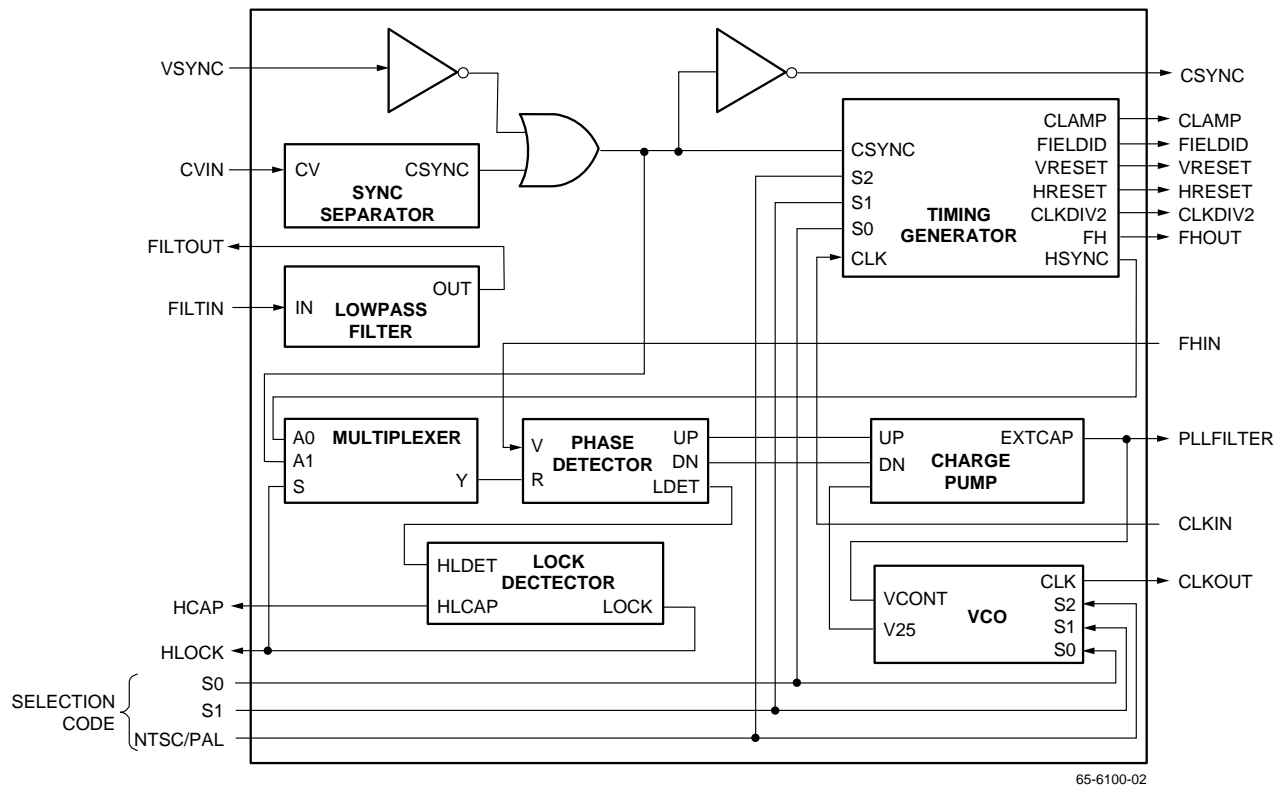 VSYNC
CSYNC
CVIN
CV
CSYNC
SYNC
SEPARATOR
CSYNC
S2
S1
S0
CLK
TIMING
GENERATOR
CLAMP
FIELDID
VRESET
HRESET
CLKDIV2
FH
HSYNC
CLAMP
FIELDID
VRESET
HRESET
CLKDIV2
FHOUT
FILTOUT
FILTIN
IN
OUT
LOWPASS
FILTER
FHIN
A0
A1
S
MULTIPLEXER
Y
V
R
PHASE
DETECTOR
UP
DN
LDET
UP
DN
EXTCAP
CHARGE
PUMP
PLLFILTER
CLKIN
HLDET
HLCAP
LOCK
DECTECTOR
LOCK
VCONT
V25
VCO
CLK
S2
S1
S0
CLKOUT
HCAP
HLOCK
SELECTION
CODE
S0
S1
NTSC/PAL
65-6100-02